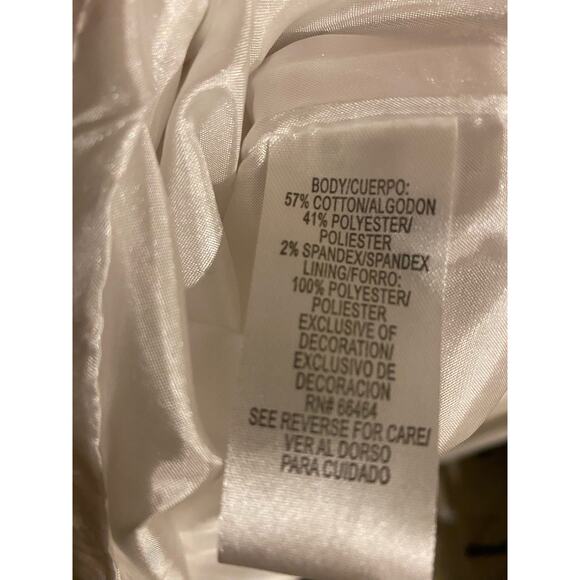 BODY/CUERPO:
57% COTTON/ALGODON
41% POLYESTER/
POLIESTER
2% SPANDEX/SPANDEX
LINING/FORRO:
100% POLYESTER/
POLIESTER
EXCLUSIVE OF
DECORATION/
EXCLUSIVO DE
DECORACION
RN# 66464
SEE REVERSE FOR CARE/
VER AL DORSO
PARA CUIDADO